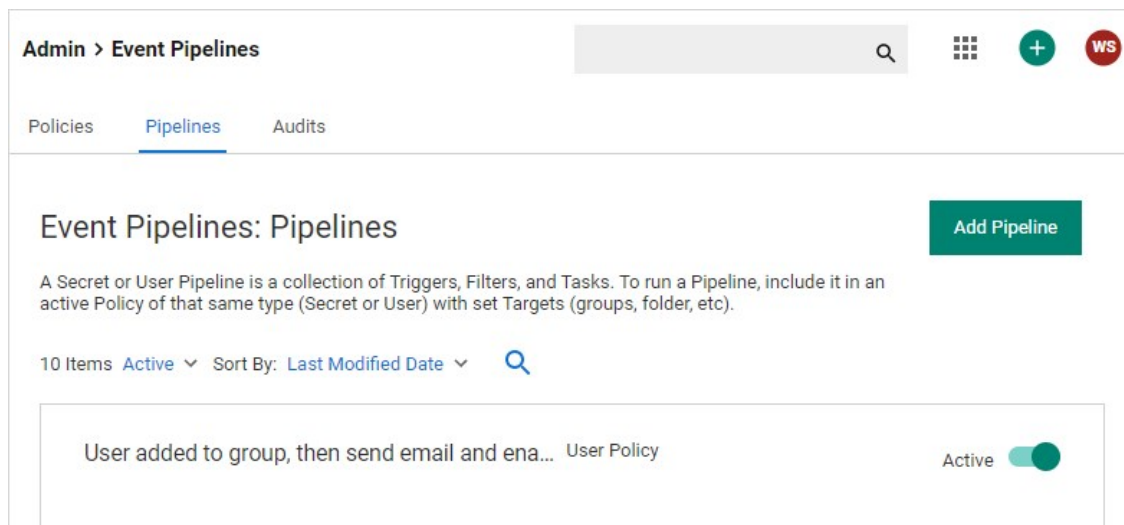 Admin > Event Pipelines
+
WS
Policies Pipelines Audits
Event Pipelines: Pipelines
Add Pipeline
A Secret or User Pipeline is a collection of Triggers, Filters, and Tasks. To run a Pipeline, include it in an
active Policy of that same type (Secret or User) with set Targets (groups, folder, etc).
10 Items Active Sort By: Last Modified Date
User added to group, then send email and ena... User Policy
Active